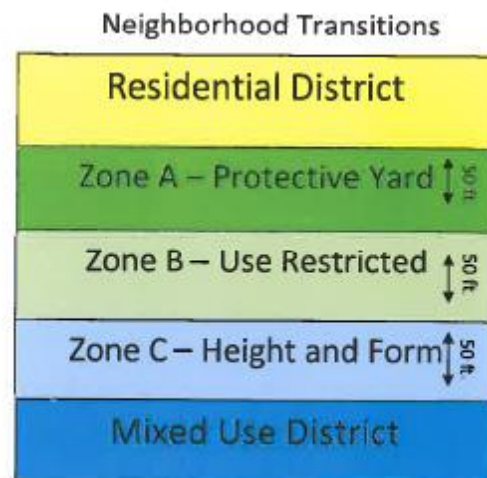 Neighborhood Transitions
Residential District
Zone A – Protective Yard 50 ft.
Zone B – Use Restricted 50 ft.
Zone C – Height and Form 50 ft.
Mixed Use District